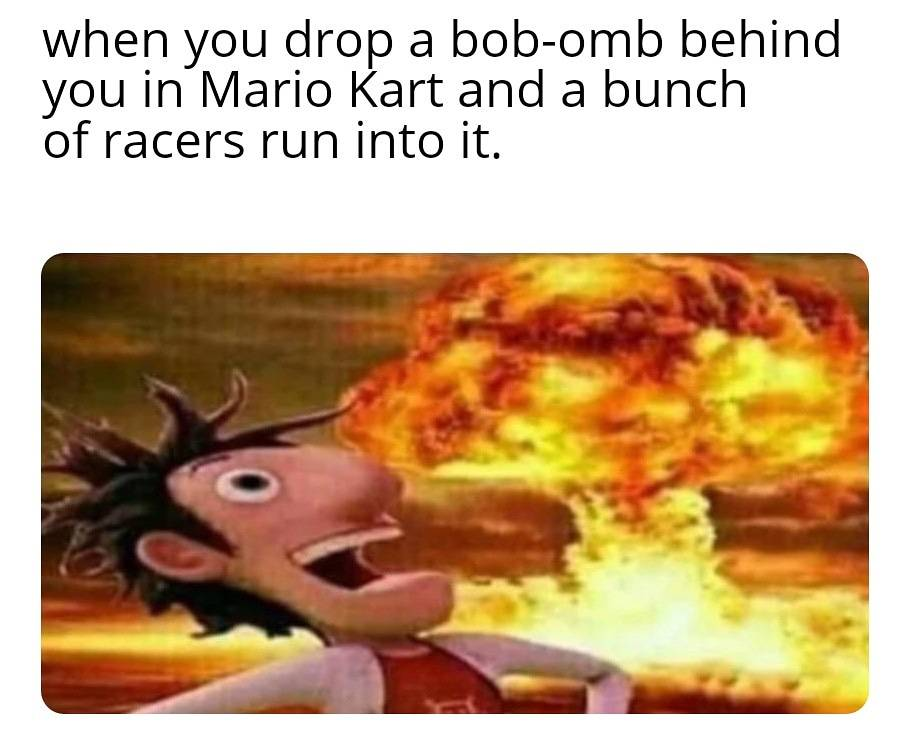 when you drop a bob-omb behind
you in Mario Kart and a bunch
of racers run into it.